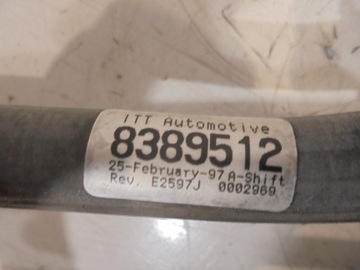 ITT Automotive
8389512
25-February-97 A-Shift
Rev. E2597J 0002969